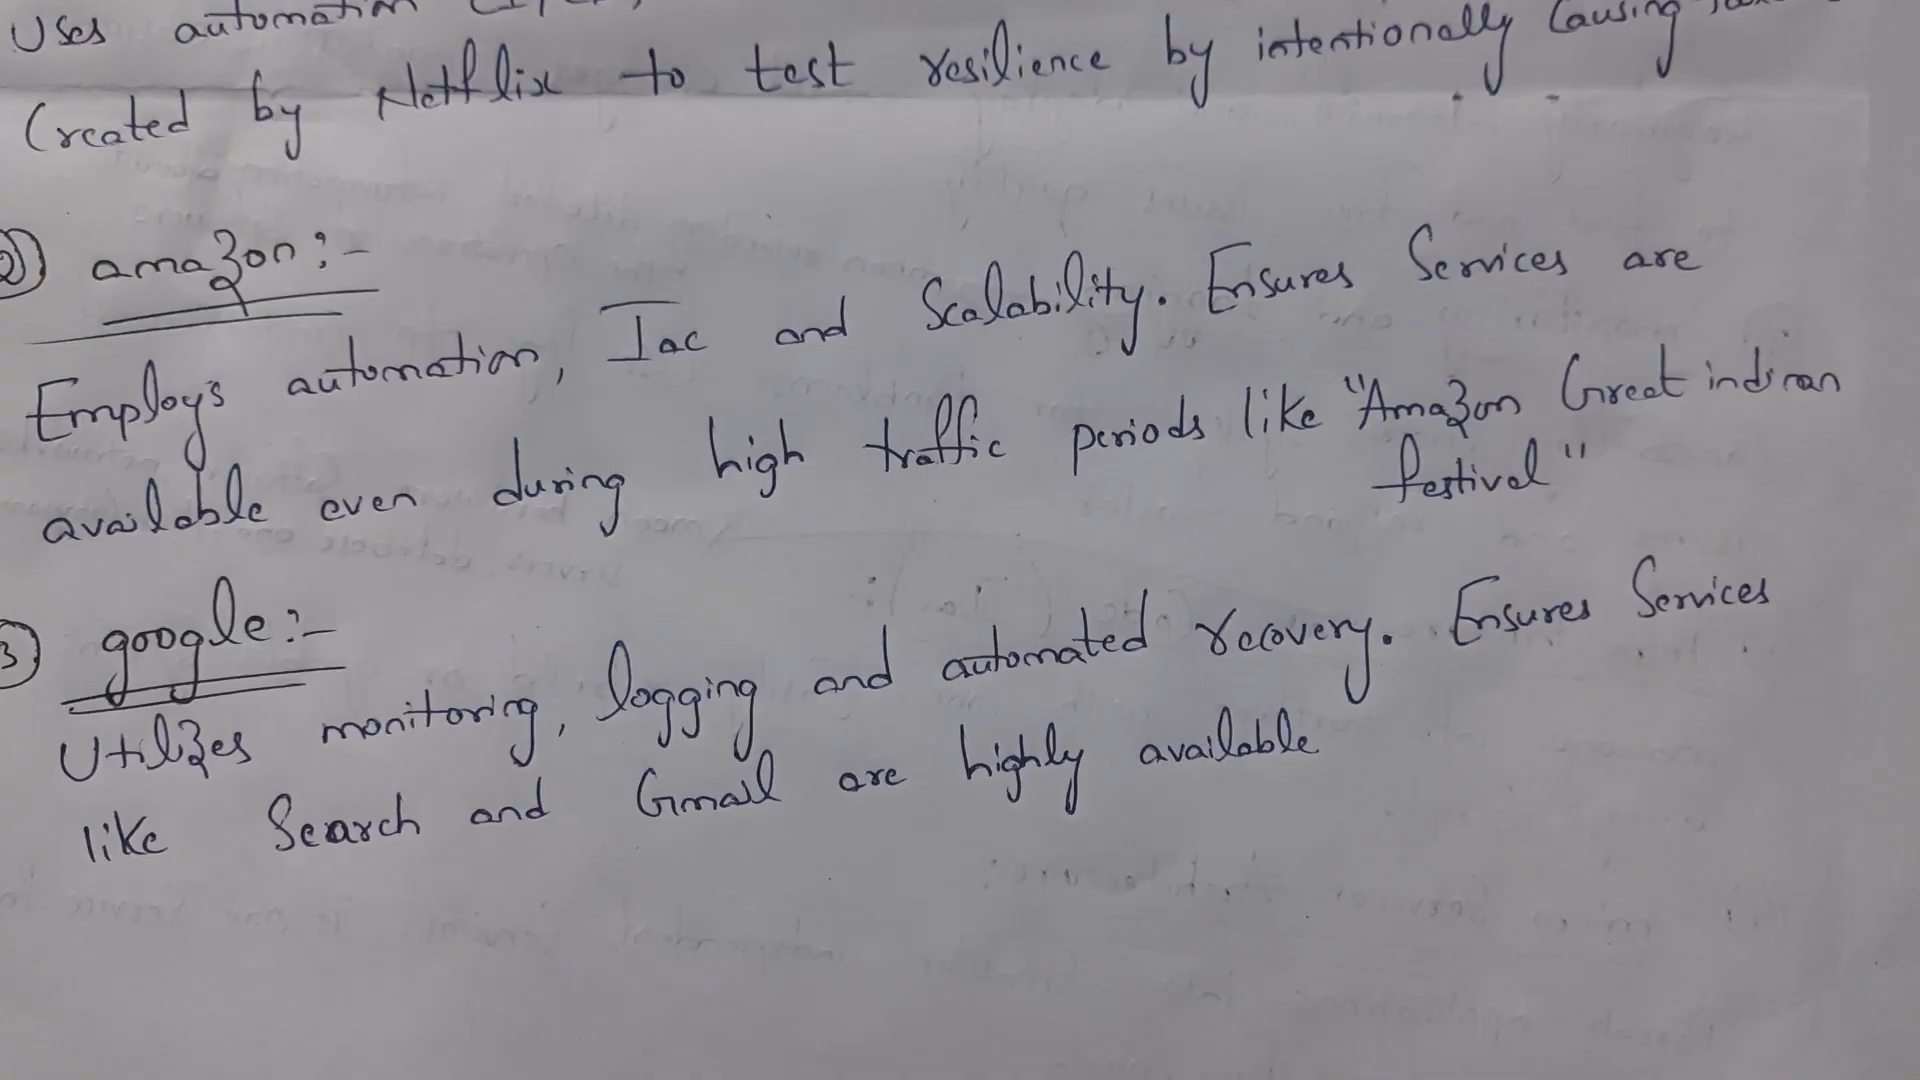 Uses automation
Created by Netflix to test resilience by intentionally causing
2) amazon:-
Employs automation, Iac and Scalability. Ensures Services are
available even during high traffic periods like "Amazon Great indian
festival"
3) google:-
Utilizes monitoring, logging and automated recovery. Ensures Services
like Search and Gmail are highly available